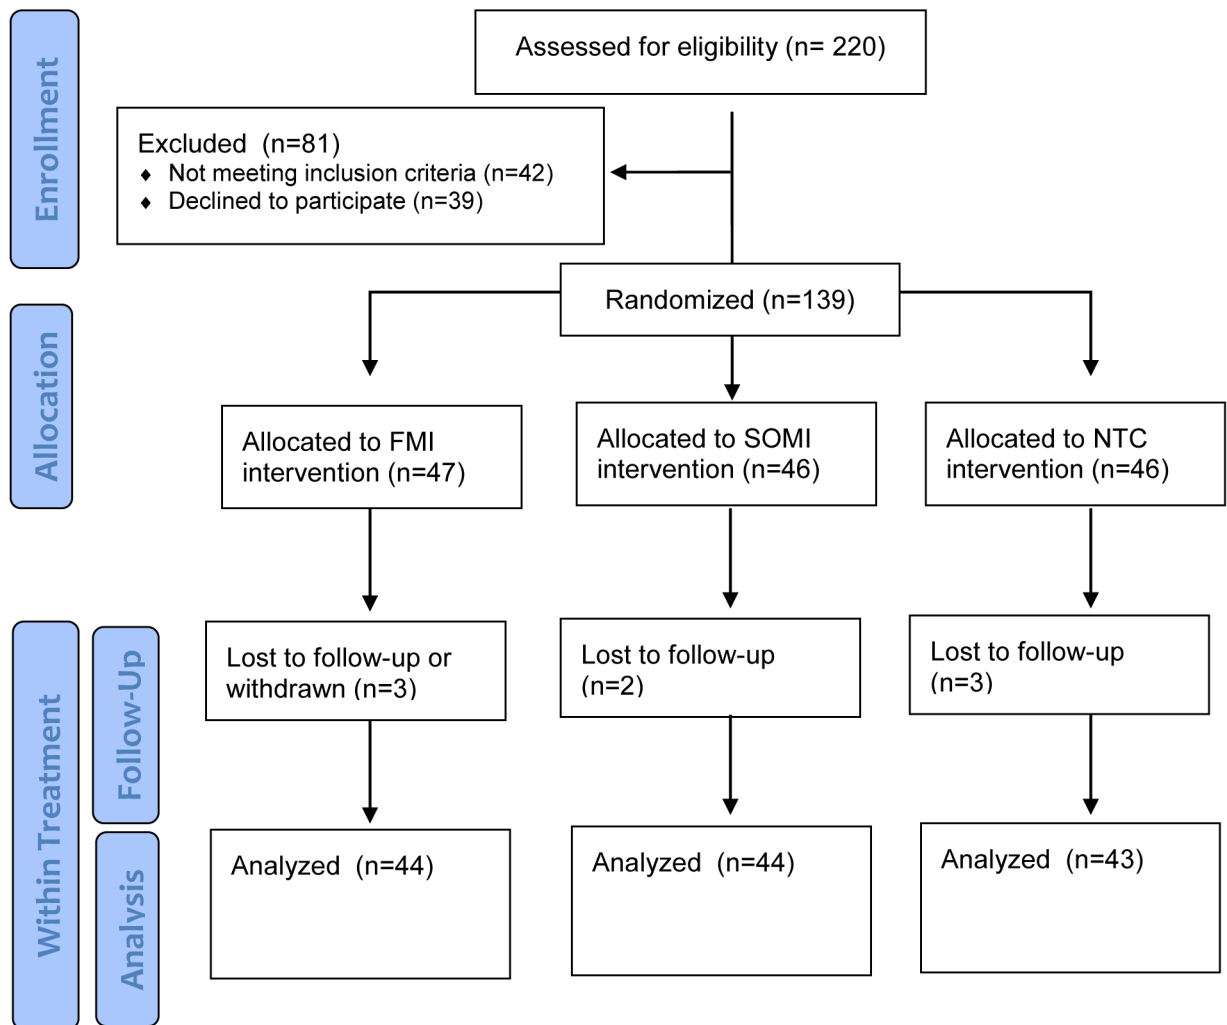 Assessed for eligibility (n= 220)
Enrollment
Excluded (n=81)
♦ Not meeting inclusion criteria (n=42)
♦ Declined to participate (n=39)
Randomized (n=139)
Allocation
Allocated to FMI
intervention (n=47)
Allocated to SOMI
intervention (n=46)
Allocated to NTC
intervention (n=46)
Within Treatment
Follow-Up
Lost to follow-up or
withdrawn (n=3)
Lost to follow-up
(n=2)
Lost to follow-up
(n=3)
Analysis
Analyzed (n=44)
Analyzed (n=44)
Analyzed (n=43)